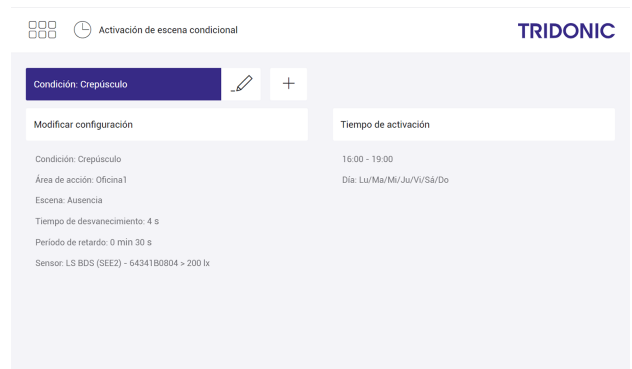 Activación de escena condicional
TRIDONIC
Condición: Crepúsculo
Modificar configuración
Condición: Crepúsculo
Área de acción: Oficina1
Escena: Ausencia
Tiempo de desvanecimiento: 4 s
Período de retardo: 0 min 30 s
Sensor: LS BDS (SEE2) - 64341B0804 > 200 lx
Tiempo de activación
16:00 - 19:00
Día: Lu/Ma/Mi/Ju/Vi/Sá/Do